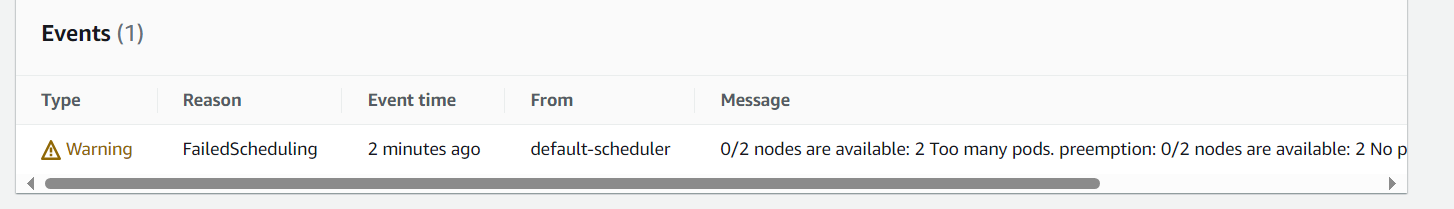 Events (1)
Type Reason Event time From Message
Warning FailedScheduling 2 minutes ago default-scheduler 0/2 nodes are available: 2 Too many pods. preemption: 0/2 nodes are available: 2 No p